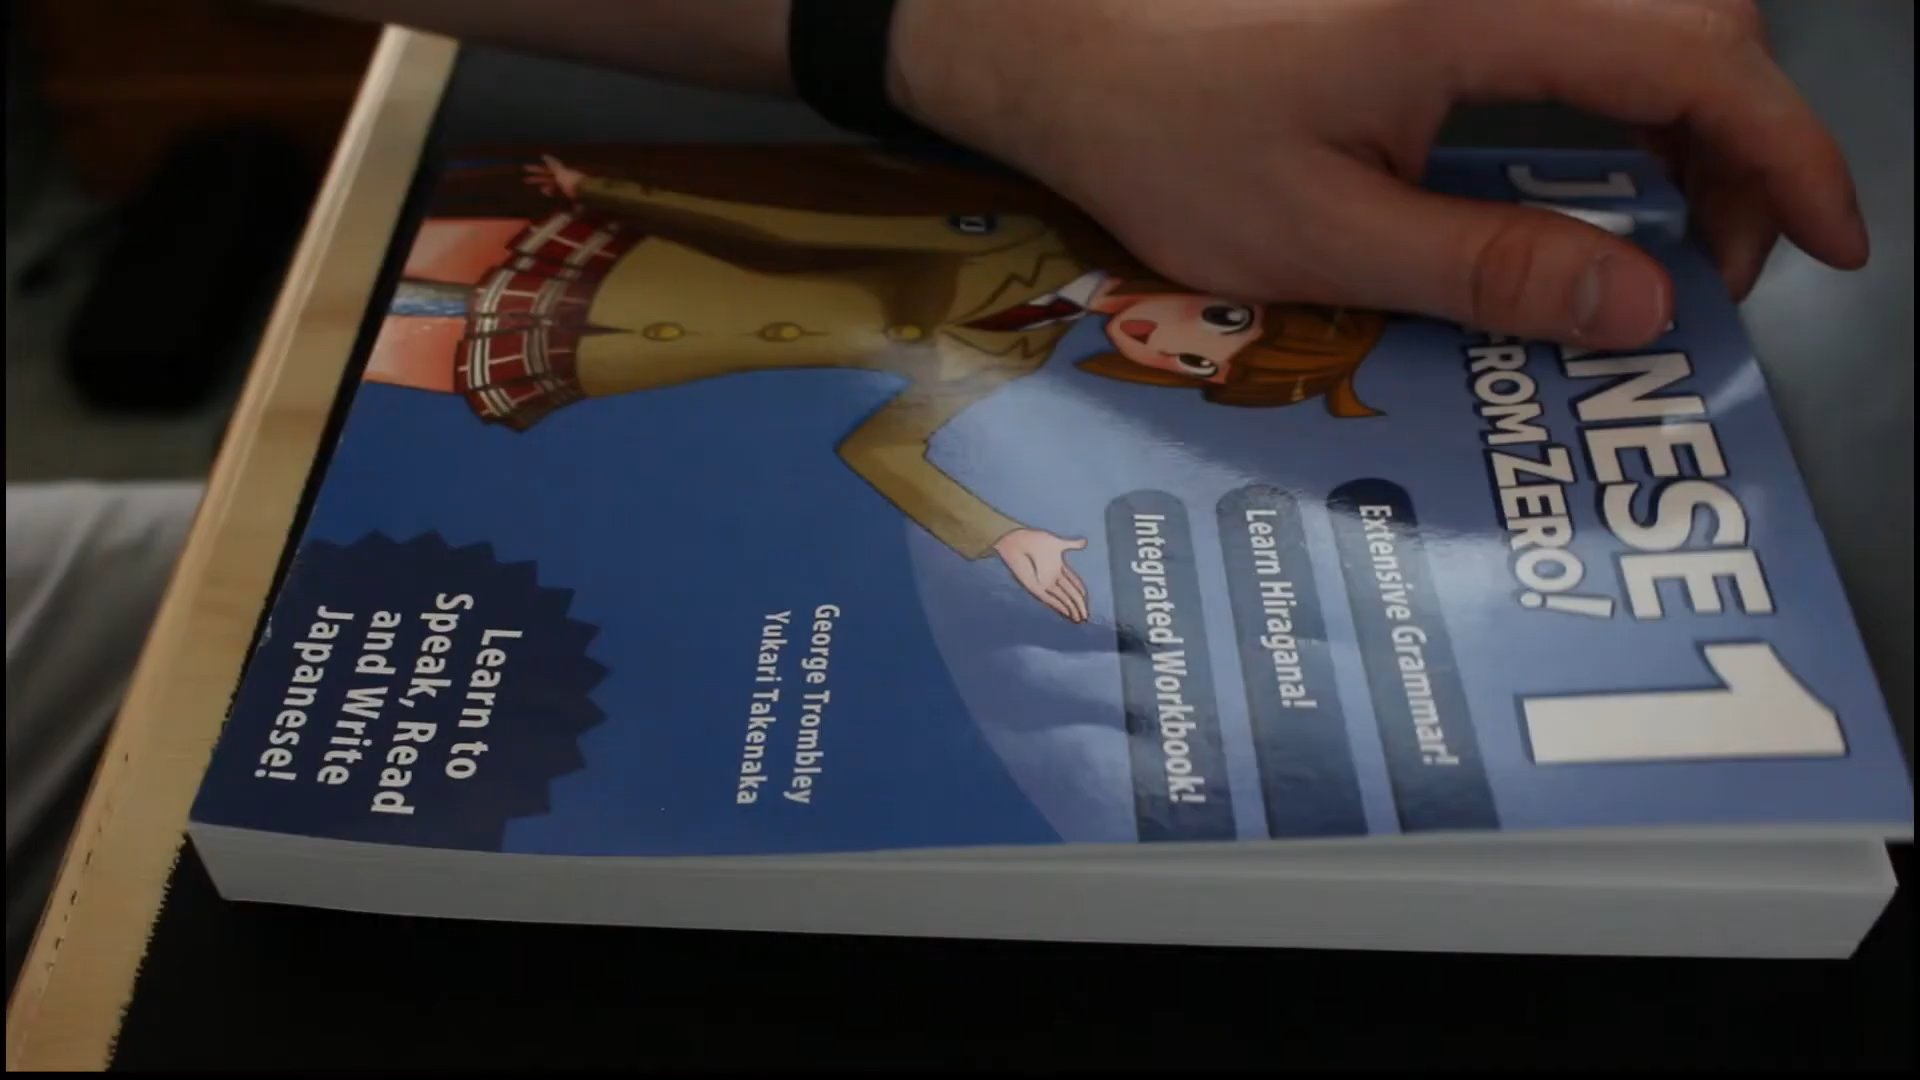 NESE 1
FROM ZERO!
Extensive Grammar!
Learn Hiragana!
Integrated Workbook!
George Trombley
Yukari Takenaka
Learn to
Speak, Read
and Write
Japanese!